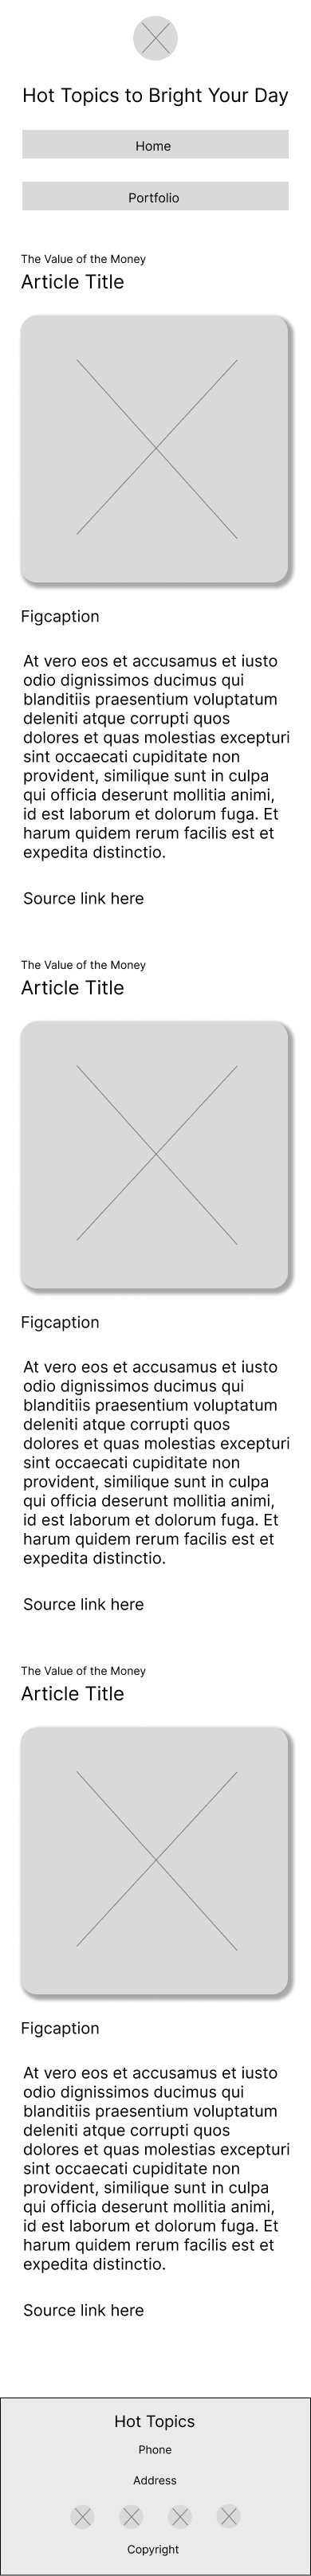 Hot Topics to Bright Your Day
Home
Portfolio
The Value of the Money
Article Title
Figcaption
At vero eos et accusamus et iusto
odio dignissimos ducimus qui
blanditiis praesentium voluptatum
deleniti atque corrupti quos
dolores et quas molestias excepturi
sint occaecati cupiditate non
provident, similique sunt in culpa
qui officia deserunt mollitia animi,
id est laborum et dolorum fuga. Et
harum quidem rerum facilis est et
expedita distinctio.
Source link here
The Value of the Money
Article Title
Figcaption
At vero eos et accusamus et iusto
odio dignissimos ducimus qui
blanditiis praesentium voluptatum
deleniti atque corrupti quos
dolores et quas molestias excepturi
sint occaecati cupiditate non
provident, similique sunt in culpa
qui officia deserunt mollitia animi,
id est laborum et dolorum fuga. Et
harum quidem rerum facilis est et
expedita distinctio.
Source link here
The Value of the Money
Article Title
Figcaption
At vero eos et accusamus et iusto
odio dignissimos ducimus qui
blanditiis praesentium voluptatum
deleniti atque corrupti quos
dolores et quas molestias excepturi
sint occaecati cupiditate non
provident, similique sunt in culpa
qui officia deserunt mollitia animi,
id est laborum et dolorum fuga. Et
harum quidem rerum facilis est et
expedita distinctio.
Source link here
Hot Topics
Phone
Address
Copyright